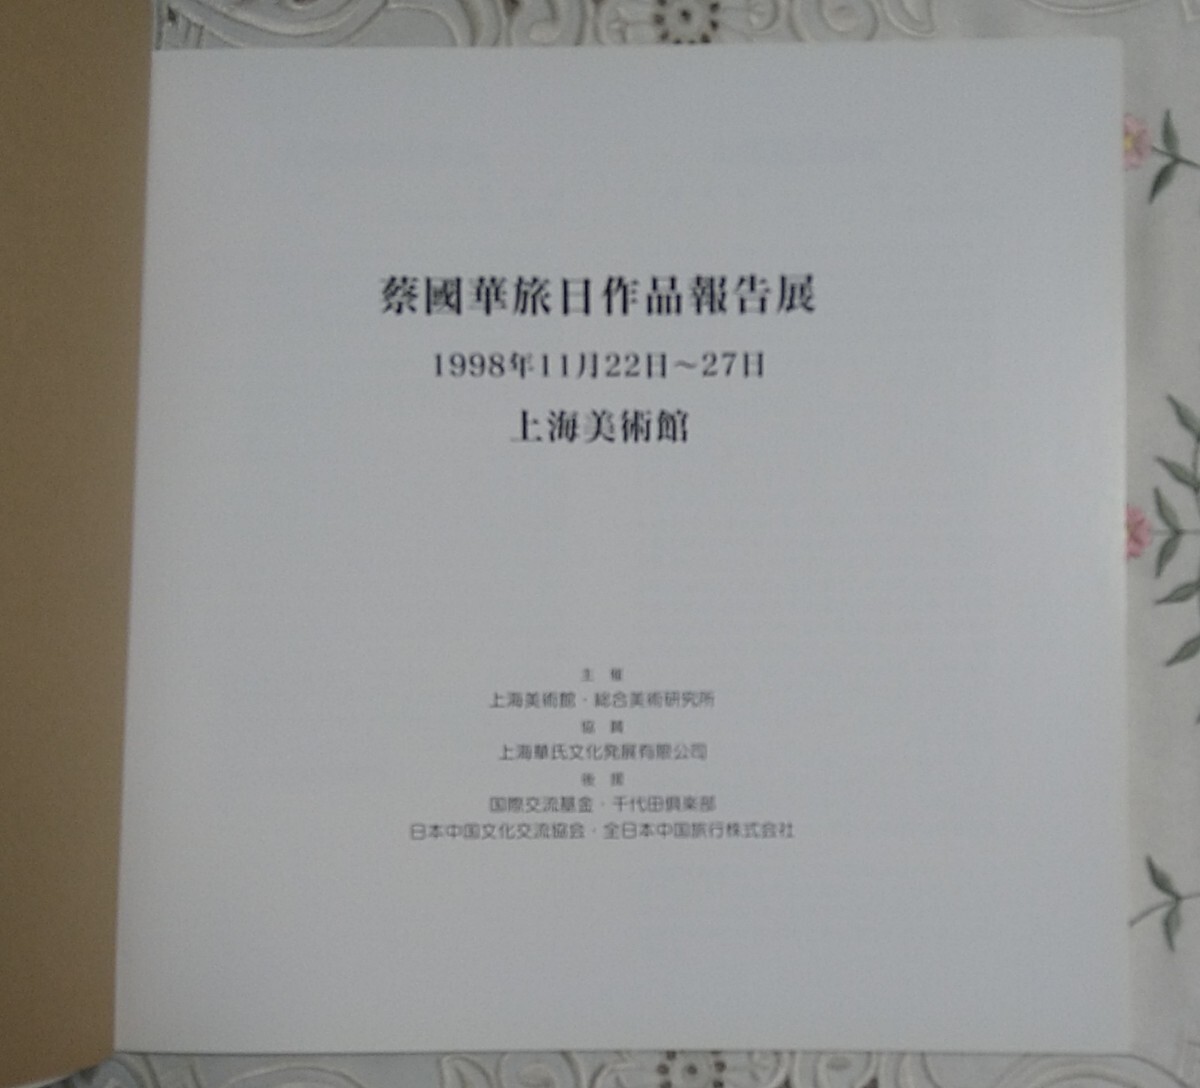 蔡國華旅日作品報告展
1998年11月22日～27日
上海美術館
主 催
上海美術館・総合美術研究所
協 賛
上海華氏文化発展有限公司
後 援
国際交流基金・千代田倶楽部
日本中国文化交流協会・全日本中国旅行株式会社